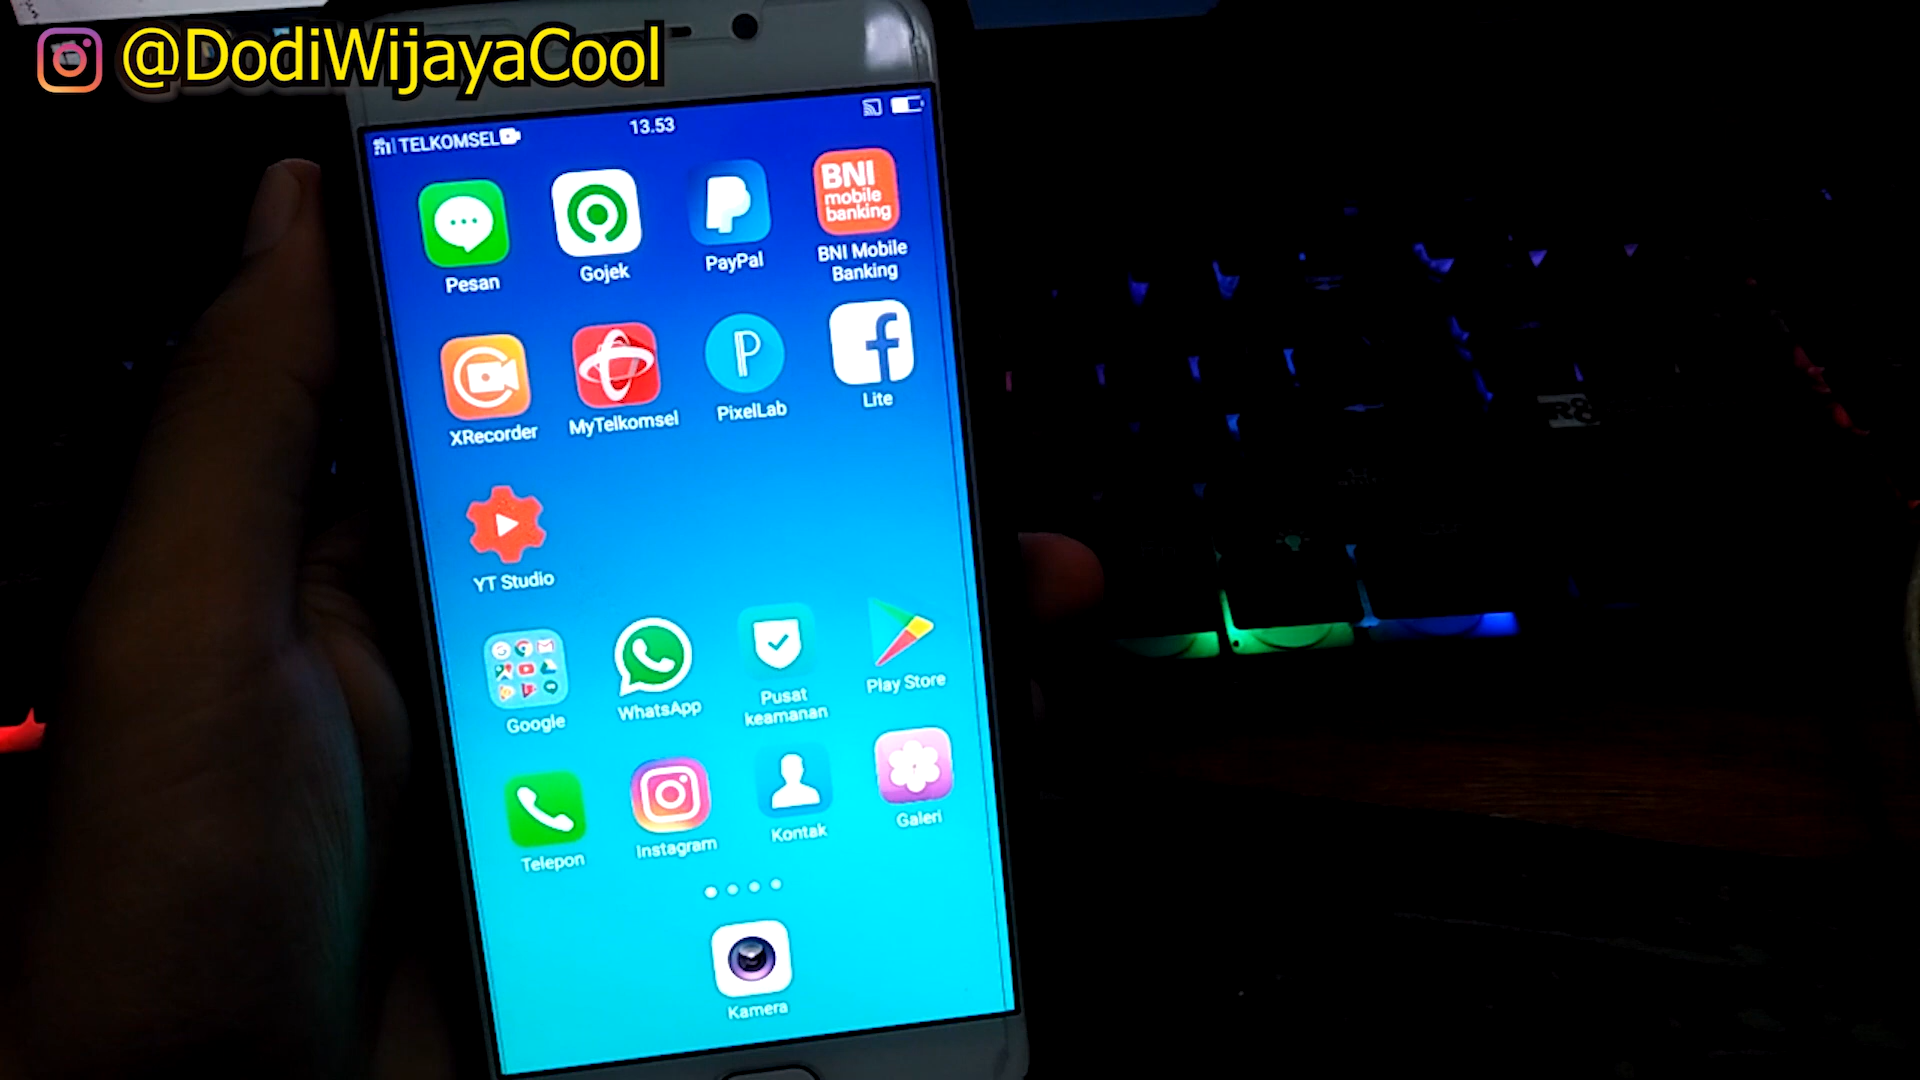 @DodiWijayaCool
TELKOMSEL
13.53
BNI
mobile
banking
Pesan
Gojek
PayPal
BNI Mobile
Banking
XRecorder
MyTelkomsel
PixelLab
Lite
YT Studio
Google
WhatsApp
Pusat
keamanan
Play Store
Telepon
Instagram
Kontak
Galeri
Kamera
R8